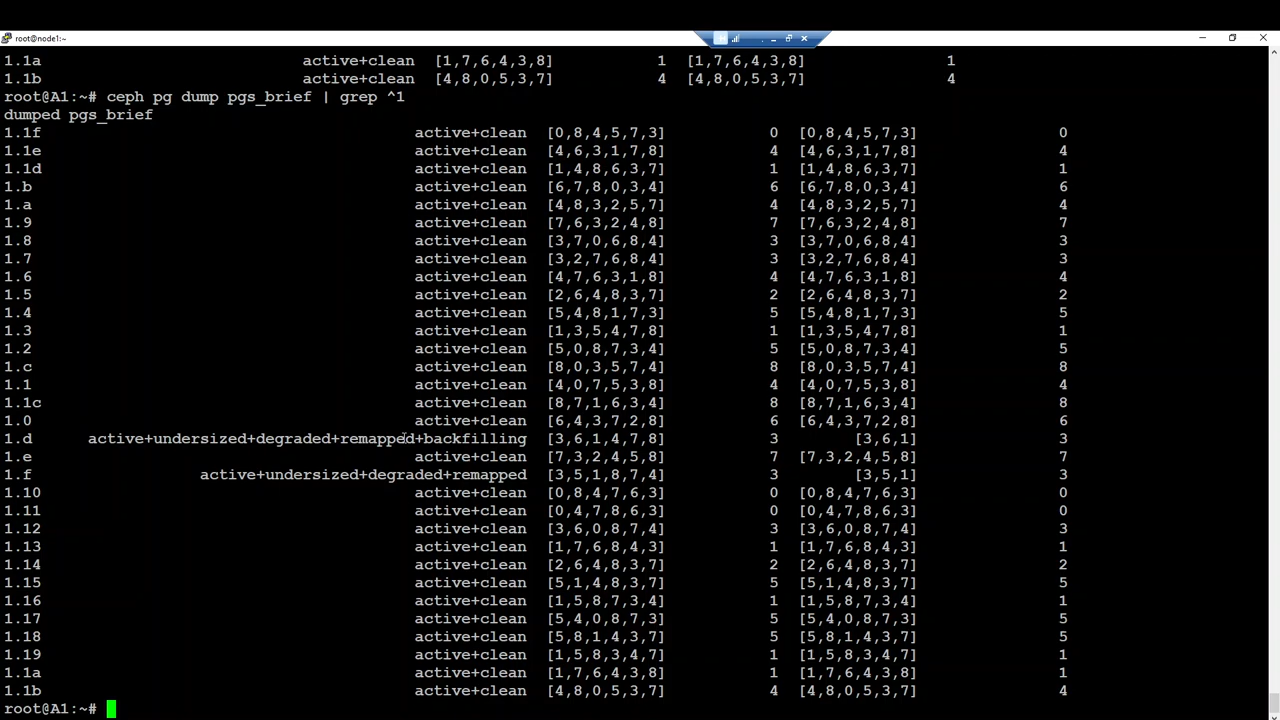 root@node1:~
1.1a active+clean [1,7,6,4,3,8] 1 [1,7,6,4,3,8] 1
1.1b active+clean [4,8,0,5,3,7] 4 [4,8,0,5,3,7] 4
root@A1:~# ceph pg dump pgs_brief | grep ^1
dumped pgs_brief
1.1f active+clean [0,8,4,5,7,3] 0 [0,8,4,5,7,3] 0
1.1e active+clean [4,6,3,1,7,8] 4 [4,6,3,1,7,8] 4
1.1d active+clean [1,4,8,6,3,7] 1 [1,4,8,6,3,7] 1
1.b active+clean [6,7,8,0,3,4] 6 [6,7,8,0,3,4] 6
1.a active+clean [4,8,3,2,5,7] 4 [4,8,3,2,5,7] 4
1.9 active+clean [7,6,3,2,4,8] 7 [7,6,3,2,4,8] 7
1.8 active+clean [3,7,0,6,8,4] 3 [3,7,0,6,8,4] 3
1.7 active+clean [3,2,7,6,8,4] 3 [3,2,7,6,8,4] 3
1.6 active+clean [4,7,6,3,1,8] 4 [4,7,6,3,1,8] 4
1.5 active+clean [2,6,4,8,3,7] 2 [2,6,4,8,3,7] 2
1.4 active+clean [5,4,8,1,7,3] 5 [5,4,8,1,7,3] 5
1.3 active+clean [1,3,5,4,7,8] 1 [1,3,5,4,7,8] 1
1.2 active+clean [5,0,8,7,3,4] 5 [5,0,8,7,3,4] 5
1.c active+clean [8,0,3,5,7,4] 8 [8,0,3,5,7,4] 8
1.1 active+clean [4,0,7,5,3,8] 4 [4,0,7,5,3,8] 4
1.1c active+clean [8,7,1,6,3,4] 8 [8,7,1,6,3,4] 8
1.0 active+clean [6,4,3,7,2,8] 6 [6,4,3,7,2,8] 6
1.d active+undersized+degraded+remapped+backfilling [3,6,1,4,7,8] 3 [3,6,1] 3
1.e active+clean [7,3,2,4,5,8] 7 [7,3,2,4,5,8] 7
1.f active+undersized+degraded+remapped [3,5,1,8,7,4] 3 [3,5,1] 3
1.10 active+clean [0,8,4,7,6,3] 0 [0,8,4,7,6,3] 0
1.11 active+clean [0,4,7,8,6,3] 0 [0,4,7,8,6,3] 0
1.12 active+clean [3,6,0,8,7,4] 3 [3,6,0,8,7,4] 3
1.13 active+clean [1,7,6,8,4,3] 1 [1,7,6,8,4,3] 1
1.14 active+clean [2,6,4,8,3,7] 2 [2,6,4,8,3,7] 2
1.15 active+clean [5,1,4,8,3,7] 5 [5,1,4,8,3,7] 5
1.16 active+clean [1,5,8,7,3,4] 1 [1,5,8,7,3,4] 1
1.17 active+clean [5,4,0,8,7,3] 5 [5,4,0,8,7,3] 5
1.18 active+clean [5,8,1,4,3,7] 5 [5,8,1,4,3,7] 5
1.19 active+clean [1,5,8,3,4,7] 1 [1,5,8,3,4,7] 1
1.1a active+clean [1,7,6,4,3,8] 1 [1,7,6,4,3,8] 1
1.1b active+clean [4,8,0,5,3,7] 4 [4,8,0,5,3,7] 4
root@A1:~#